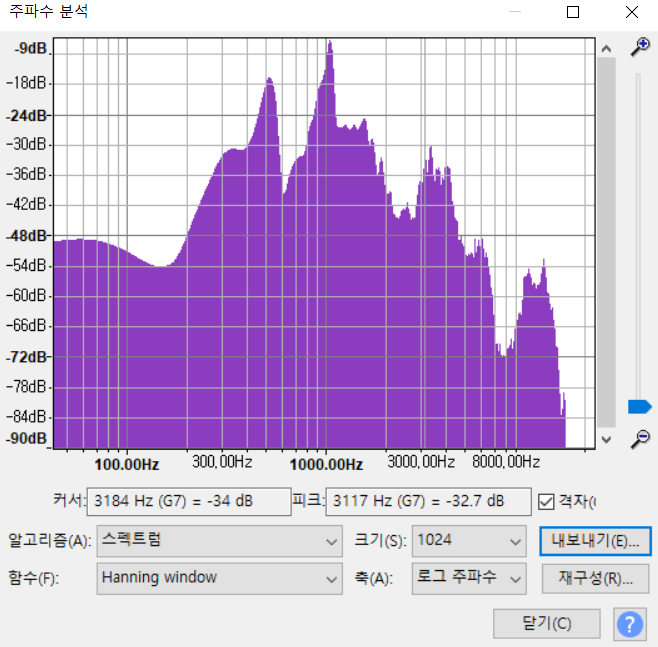 주파수 분석
-9dB
-18dB
-24dB
-30dB
-36dB
-42dB
-48dB
-54dB
-60dB
-66dB
-72dB
-78dB
-84dB
-90dB
100.00Hz 300.00Hz 1000.00Hz 3000.00Hz 8000.00Hz
커서: 3184 Hz (G7) = -34 dB 피크: 3117 Hz (G7) = -32.7 dB 격자(
알고리즘(A): 스펙트럼 크기(S): 1024 내보내기(E)...
함수(F): Hanning window 축(A): 로그 주파수 재구성(R)...
닫기(C) ?